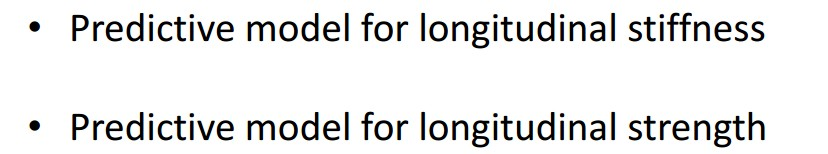 • Predictive model for longitudinal stiffness
• Predictive model for longitudinal strength